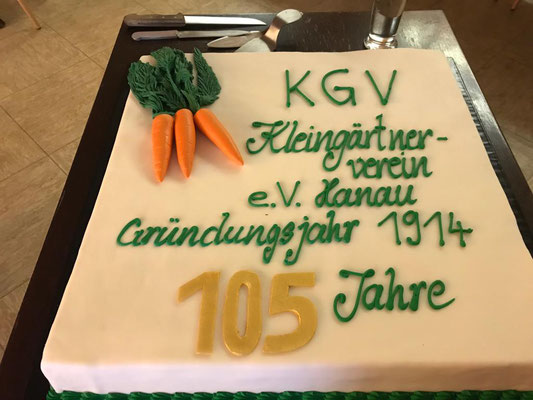 KGV
Kleingärtner-
verein
e.V. Hanau
Gründungsjahr 1914
105 Jahre